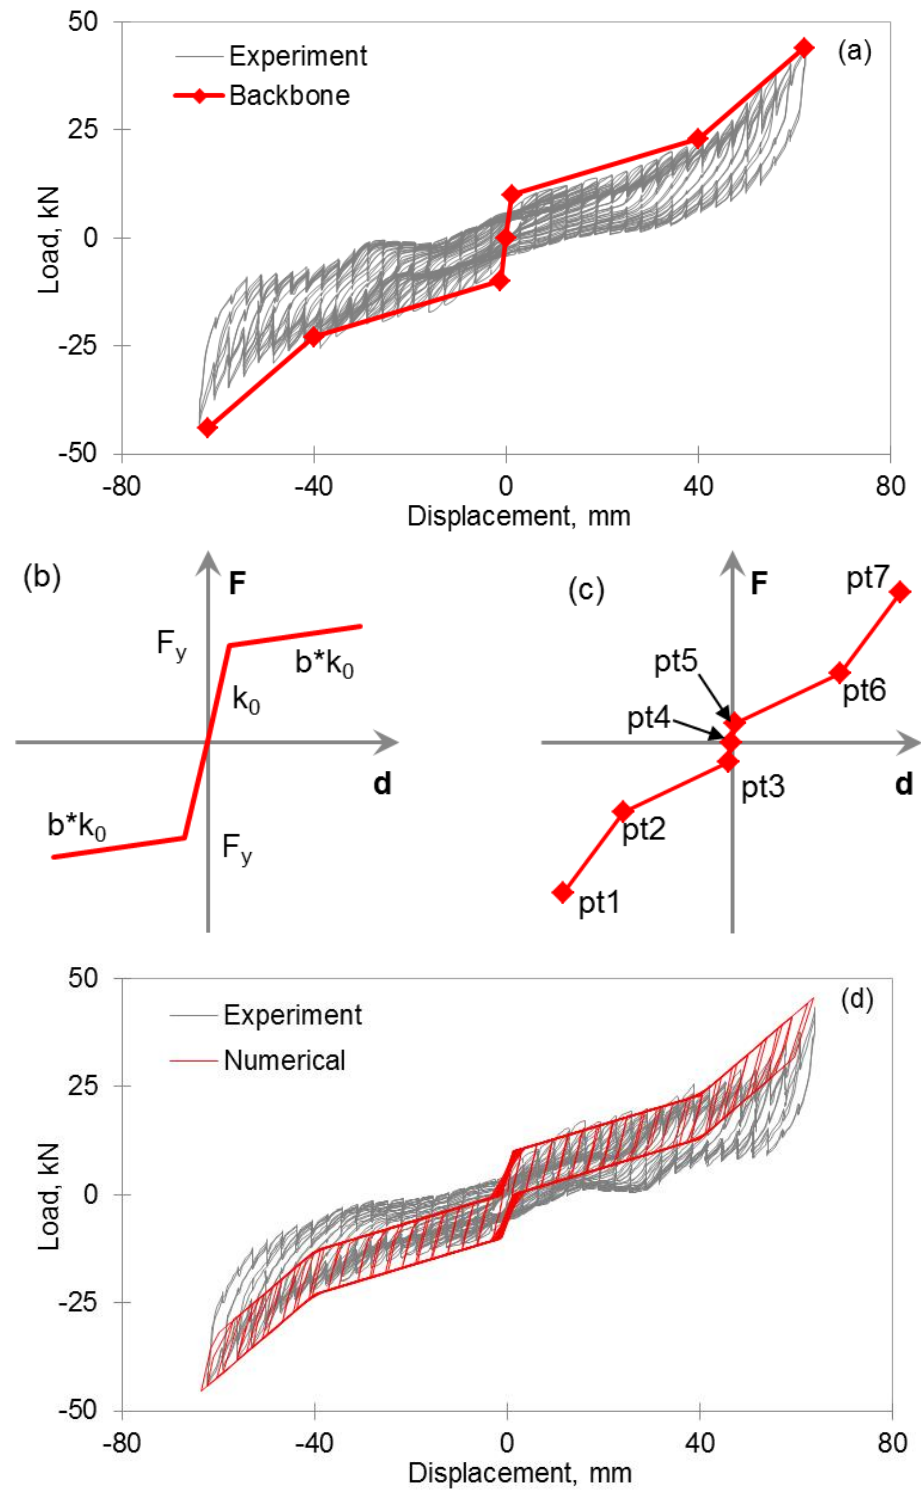 50
(a)
Experiment
Backbone
25
Load, kN
0
-25
-50
-80 -40 0 40 80
Displacement, mm
(b)
F
Fy
b*k0
k0
d
b*k0
Fy
(c)
F
pt7
pt5
pt6
pt4
d
pt3
pt2
pt1
50
(d)
Experiment
Numerical
25
Load, kN
0
-25
-50
-80 -40 0 40 80
Displacement, mm